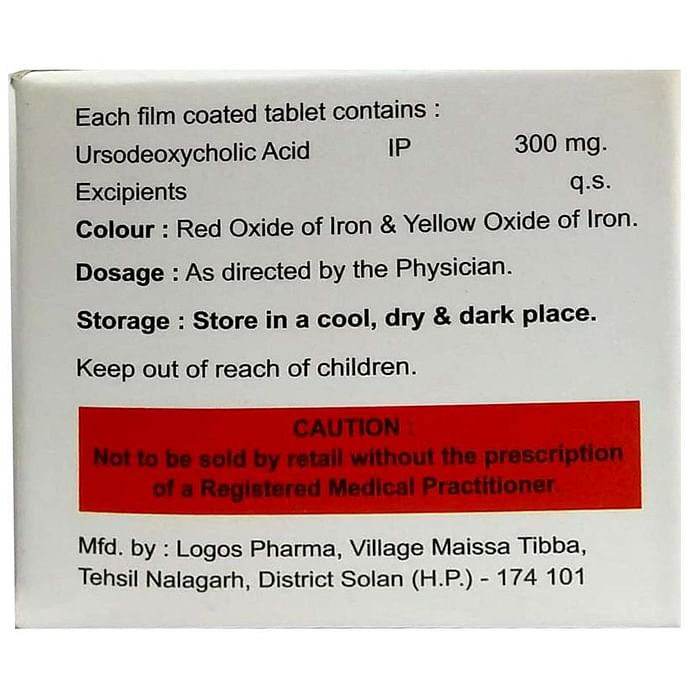 Each film coated tablet contains :
Ursodeoxycholic Acid IP 300 mg.
Excipients q.s.
Colour : Red Oxide of Iron & Yellow Oxide of Iron.
Dosage : As directed by the Physician.
Storage : Store in a cool, dry & dark place.
Keep out of reach of children.
CAUTION :
Not to be sold by retail without the prescription
of a Registered Medical Practitioner.
Mfd. by : Logos Pharma, Village Maissa Tibba,
Tehsil Nalagarh, District Solan (H.P.) - 174 101